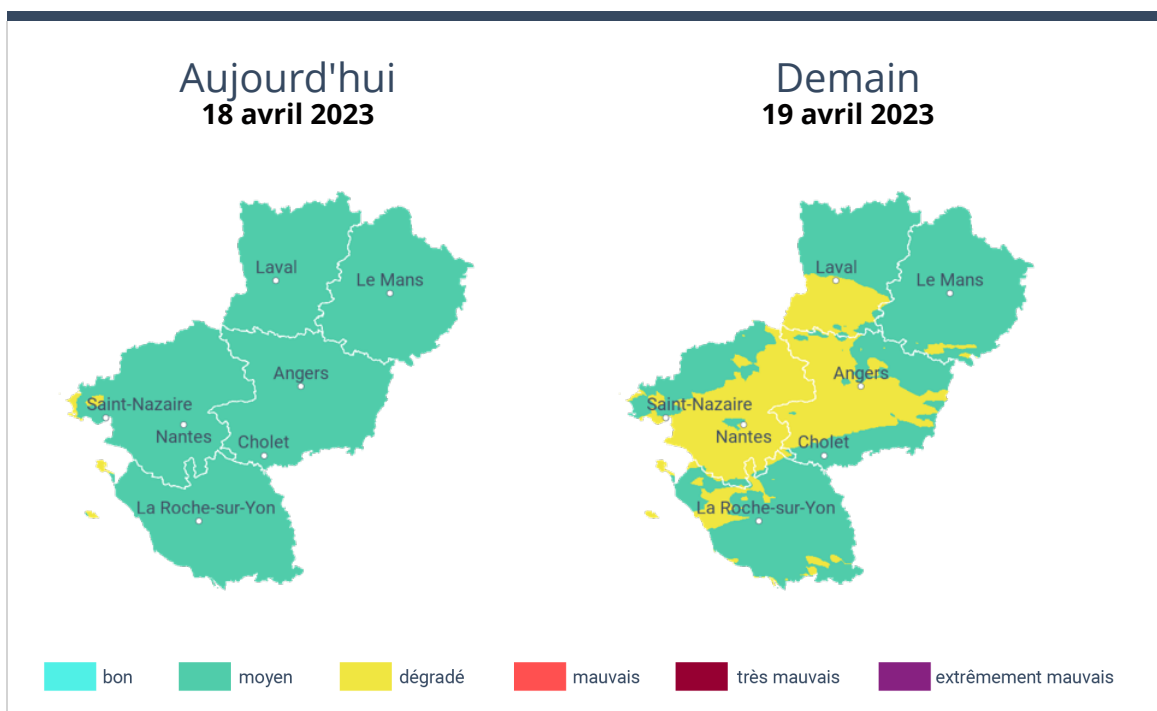 Aujourd'hui
18 avril 2023
Demain
19 avril 2023
Laval
Le Mans
Angers
Saint-Nazaire
Nantes
Cholet
La Roche-sur-Yon
Laval
Le Mans
Angers
Saint-Nazaire
Nantes
Cholet
La Roche-sur-Yon
bon
moyen
dégradé
mauvais
très mauvais
extrêmement mauvais